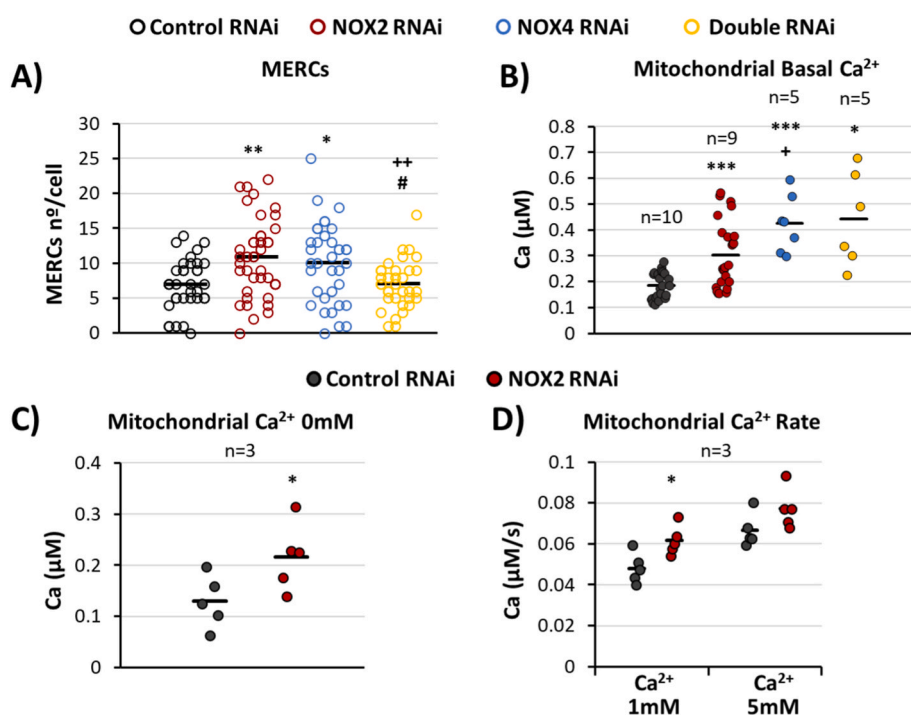 Control RNAi NOX2 RNAi NOX4 RNAi Double RNAi
A)
MERCs
MERCs nº/cell
30
25
20
15
10
5
0
**
*
++
#
B)
Mitochondrial Basal Ca²⁺
Ca (µM)
0.8
0.7
0.6
0.5
0.4
0.3
0.2
0.1
0
n=10
n=9
***
n=5
***
+
n=5
*
Control RNAi NOX2 RNAi
C)
Mitochondrial Ca²⁺ 0mM
n=3
Ca (µM)
0.4
0.3
0.2
0.1
0
*
D)
Mitochondrial Ca²⁺ Rate
n=3
Ca (µM/s)
0.1
0.08
0.06
0.04
0.02
0
*
Ca²⁺ Ca²⁺
1mM 5mM